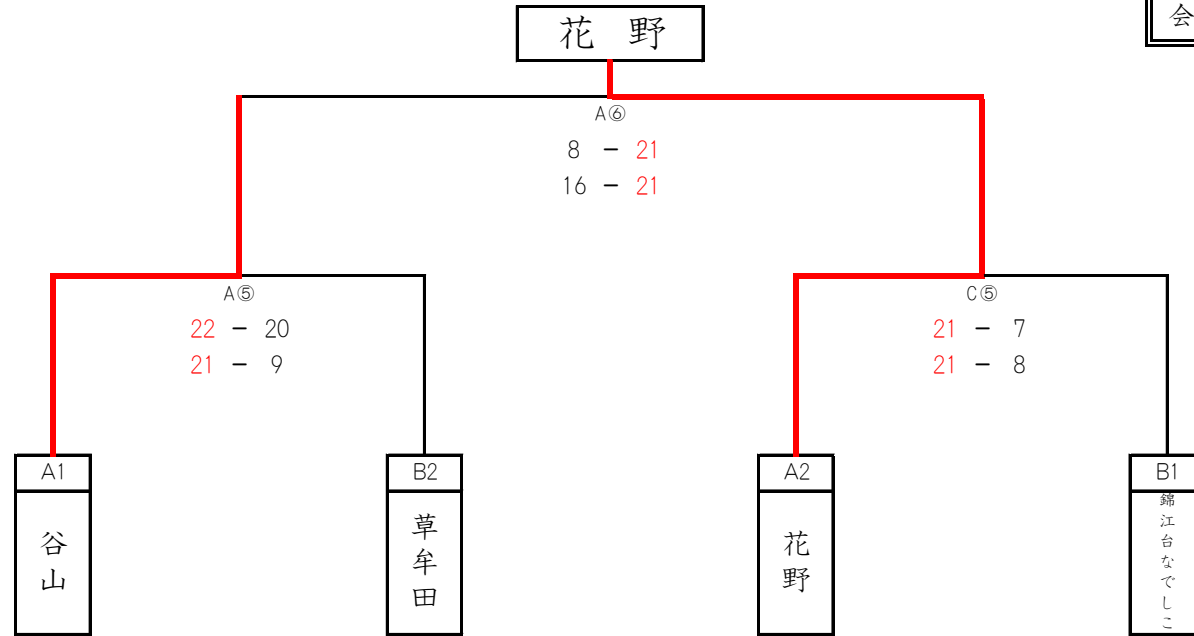 花 野
会
A⑥
8 - 21
16 - 21
A⑤
22 - 20
21 - 9
C⑤
21 - 7
21 - 8
A1
B2
A2
B1
谷山
草牟田
花野
錦江台なでしこ